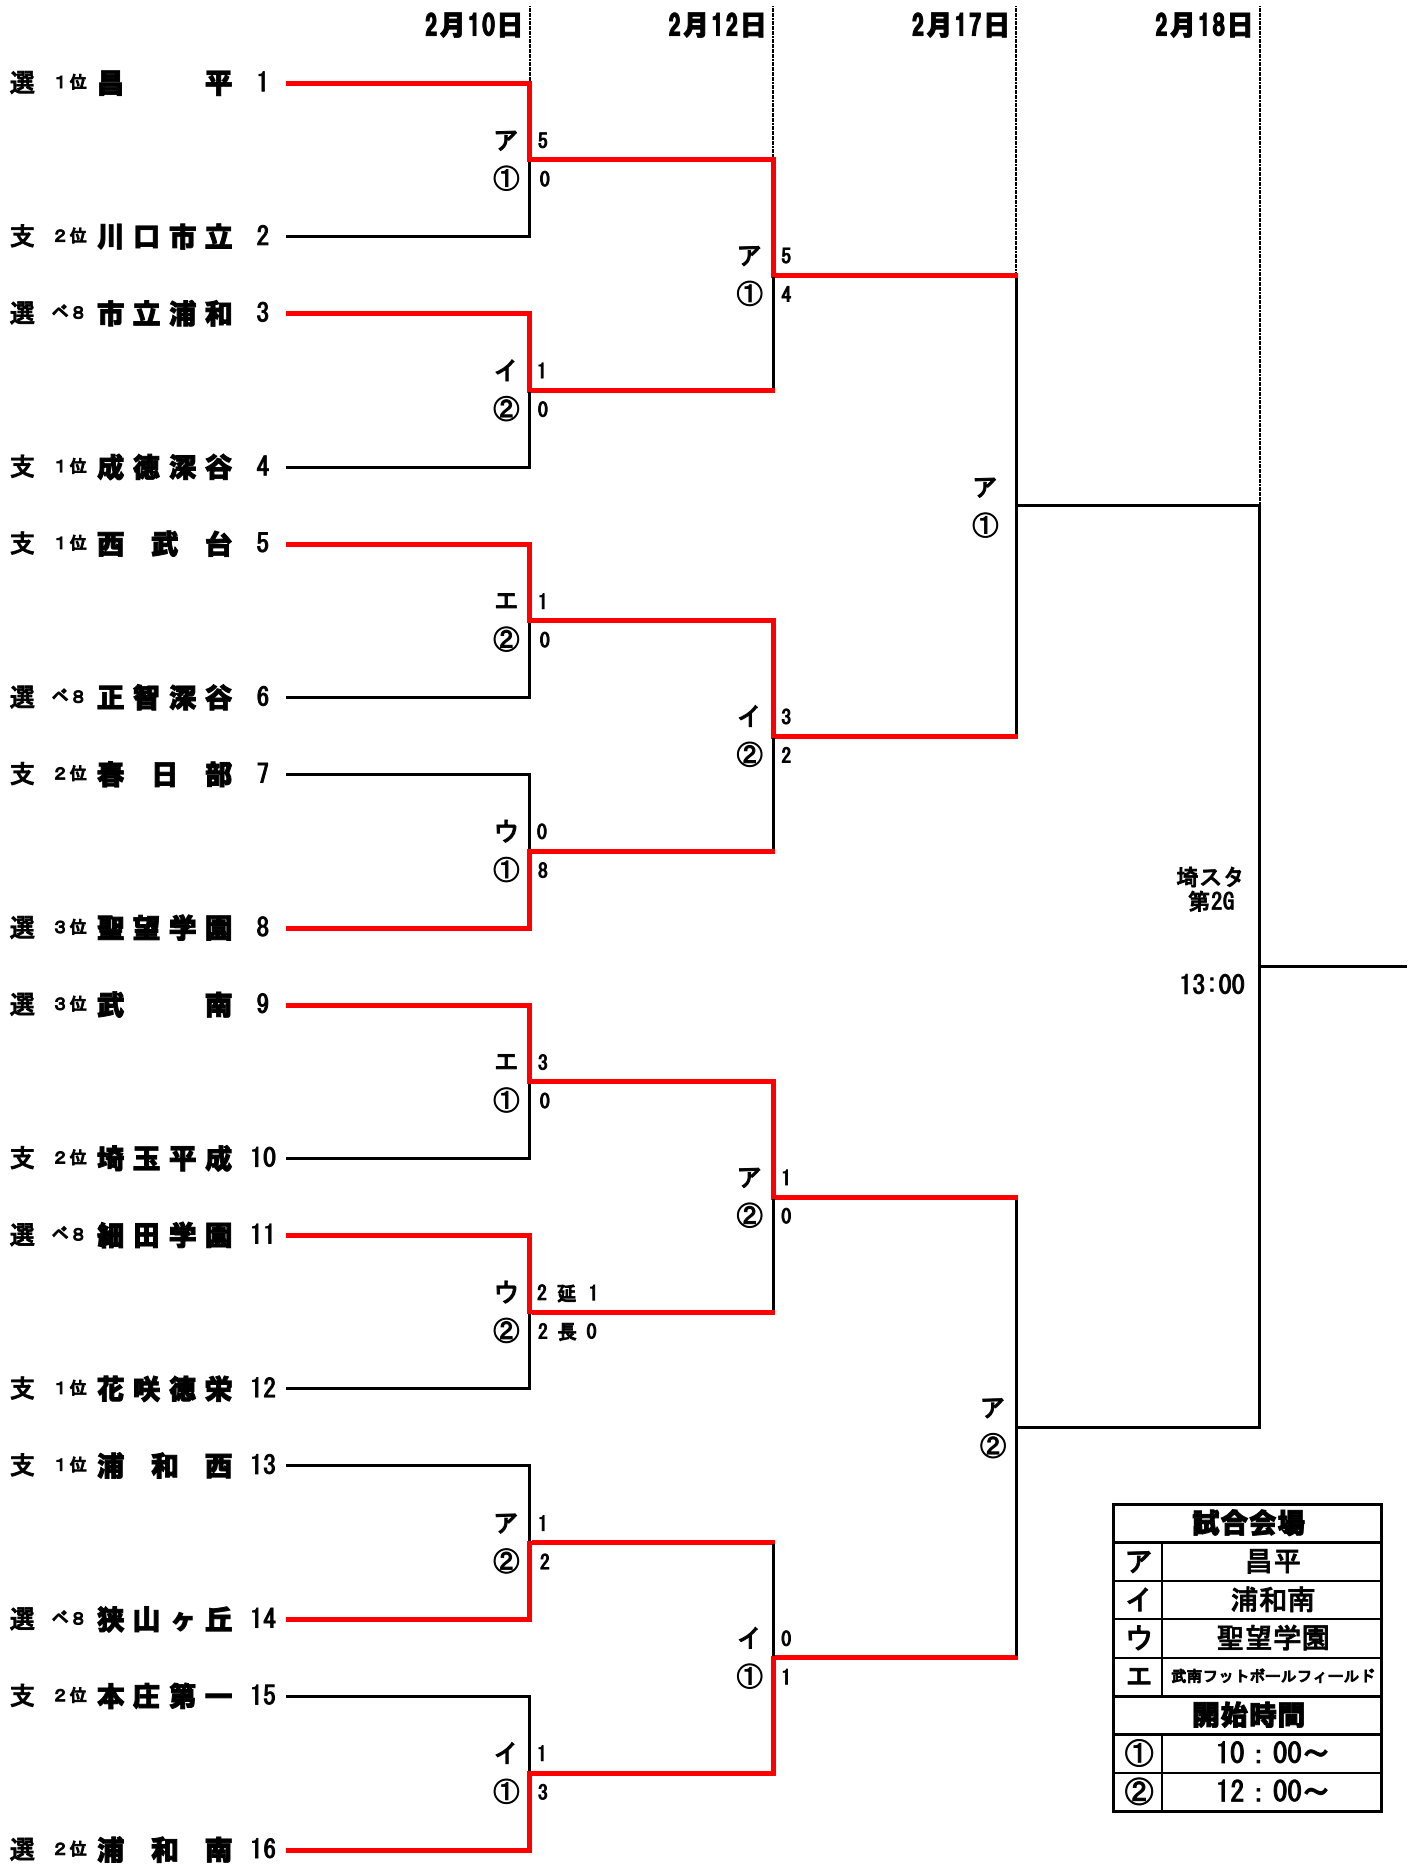 2月10日 2月12日 2月17日 2月18日
選 1位 昌平 1
ア 5
① 0
支 2位 川口市立 2
ア 5
① 4
選 ベ8 市立浦和 3
イ 1
② 0
支 1位 成徳深谷 4
ア
①
支 1位 西武台 5
エ 1
② 0
選 ベ8 正智深谷 6
イ 3
② 2
支 2位 春日部 7
ウ 0
① 8
選 3位 聖望学園 8
埼スタ
第2G
13:00
選 3位 武南 9
エ 3
① 0
支 2位 埼玉平成 10
ア 1
② 0
選 ベ8 細田学園 11
ウ 2 延 1
② 2 長 0
支 1位 花咲徳栄 12
ア
②
支 1位 浦和西 13
ア 1
② 2
選 ベ8 狭山ヶ丘 14
イ 0
① 1
支 2位 本庄第一 15
イ 1
① 3
選 2位 浦和南 16
試合会場
ア 昌平
イ 浦和南
ウ 聖望学園
エ 武南フットボールフィールド
開始時間
① 10：00～
② 12：00～